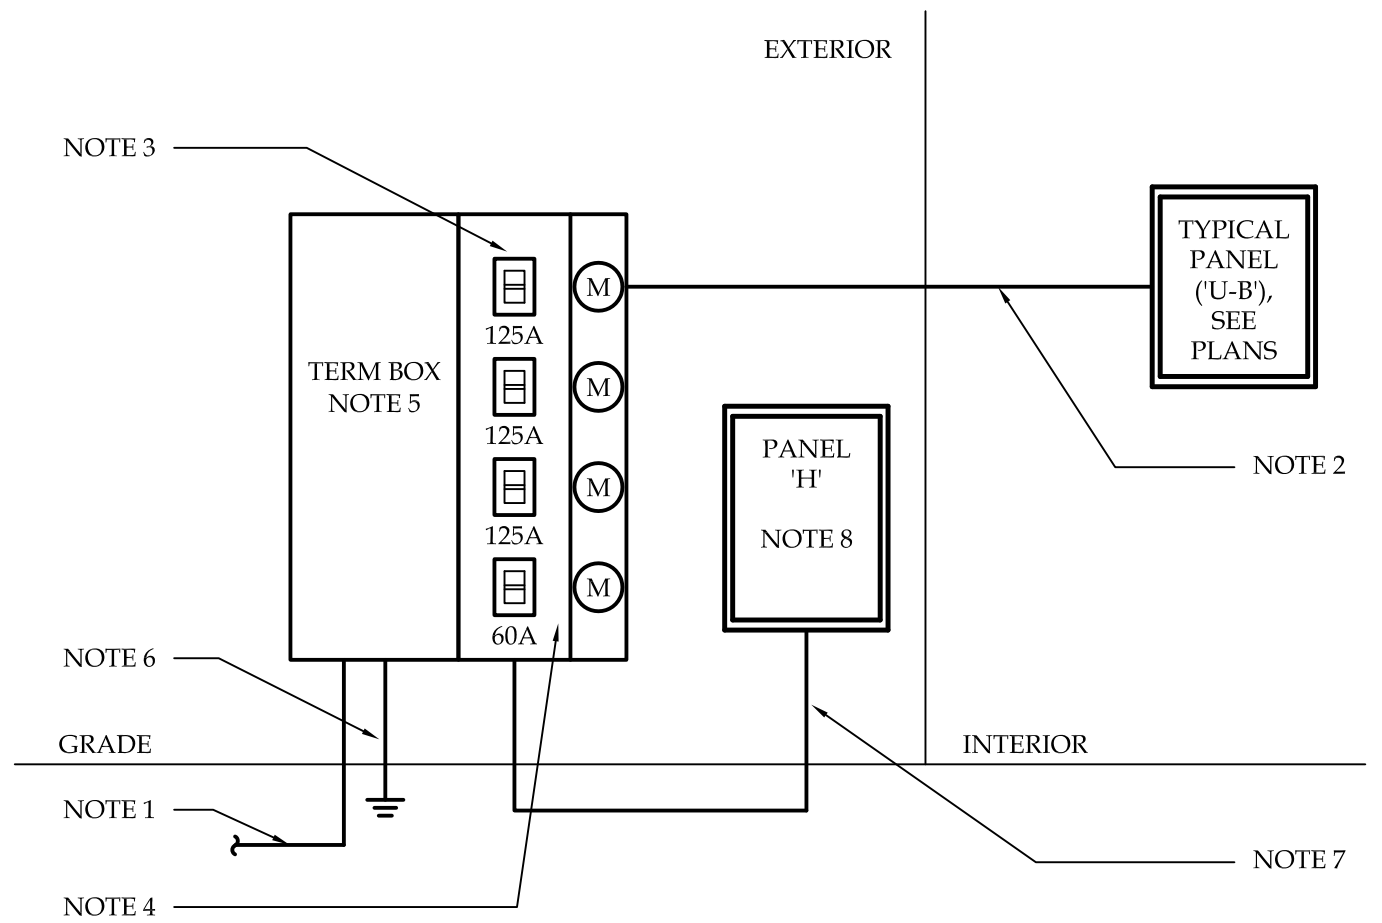 EXTERIOR
NOTE 3
TYPICAL
PANEL
('U-B'),
SEE
PLANS
M
125A
TERM BOX
NOTE 5
M
125A
PANEL
'H'
NOTE 8
NOTE 2
M
125A
M
60A
NOTE 6
GRADE
INTERIOR
NOTE 1
NOTE 7
NOTE 4